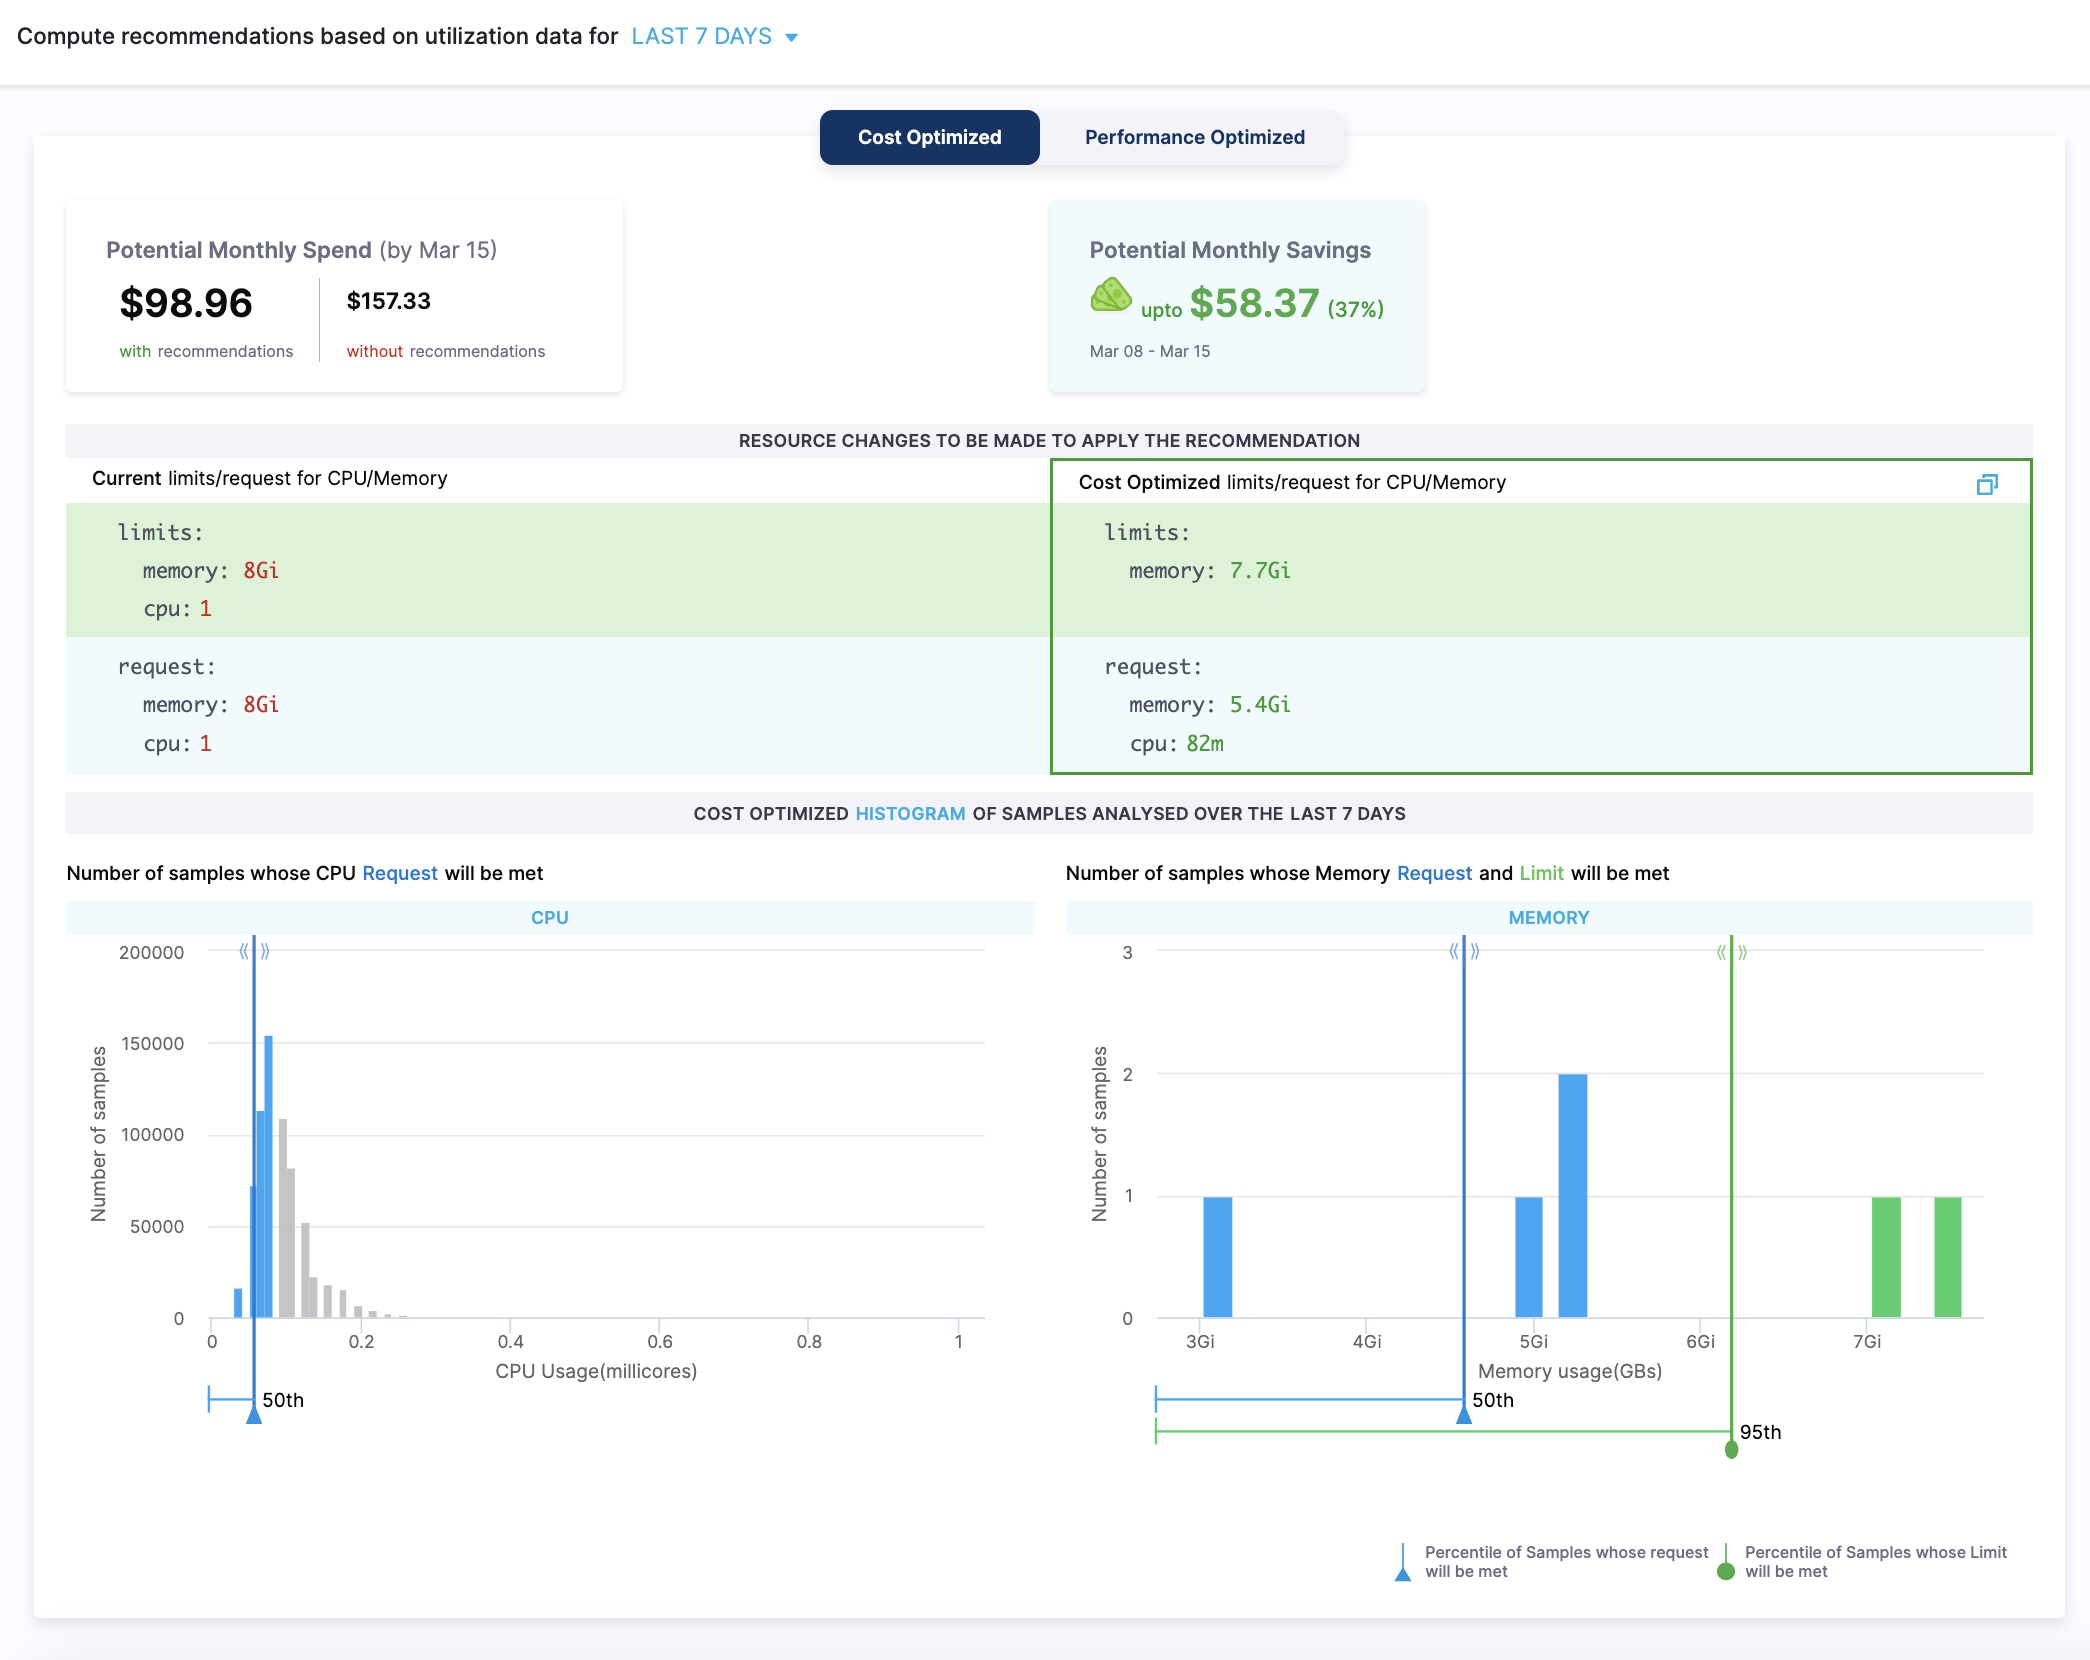 Compute recommendations based on utilization data for LAST 7 DAYS
Cost Optimized
Performance Optimized
Potential Monthly Spend (by Mar 15)
$98.96
$157.33
with recommendations
without recommendations
Potential Monthly Savings
upto $58.37 (37%)
Mar 08 - Mar 15
RESOURCE CHANGES TO BE MADE TO APPLY THE RECOMMENDATION
Current limits/request for CPU/Memory
limits:
memory: 8Gi
cpu: 1
request:
memory: 8Gi
cpu: 1
Cost Optimized limits/request for CPU/Memory
limits:
memory: 7.7Gi
request:
memory: 5.4Gi
cpu: 82m
COST OPTIMIZED HISTOGRAM OF SAMPLES ANALYSED OVER THE LAST 7 DAYS
Number of samples whose CPU Request will be met
CPU
Number of samples
200000
150000
100000
50000
0
0 0.2 0.4 0.6 0.8 1
CPU Usage(millicores)
50th
Number of samples whose Memory Request and Limit will be met
MEMORY
Number of samples
3
2
1
0
3Gi 4Gi 5Gi 6Gi 7Gi
Memory usage(GBs)
50th
95th
Percentile of Samples whose request
will be met
Percentile of Samples whose Limit
will be met